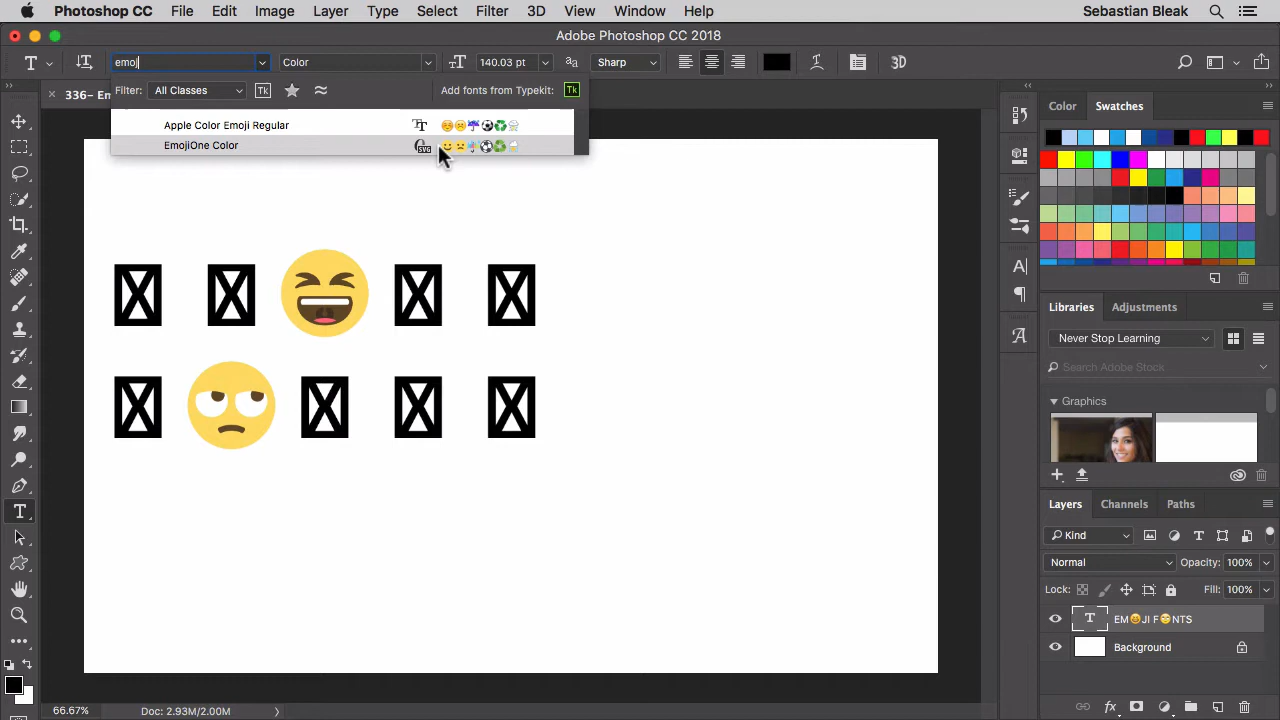 Photoshop CC File Edit Image Layer Type Select Filter 3D View Window Help Sebastian Bleak
Adobe Photoshop CC 2018
T emoj Color 140.03 pt Sharp 3D
Filter: All Classes Tk Add fonts from Typekit: Tk
336- Em
Apple Color Emoji Regular
EmojiOne Color SVG
Color Swatches
Libraries Adjustments
Never Stop Learning
Search Adobe Stock
Graphics
Layers Channels Paths
Kind
Normal Opacity: 100%
Lock: Fill: 100%
T EM😆JI F🙄NTS
Background
66.67% Doc: 2.93M/2.00M